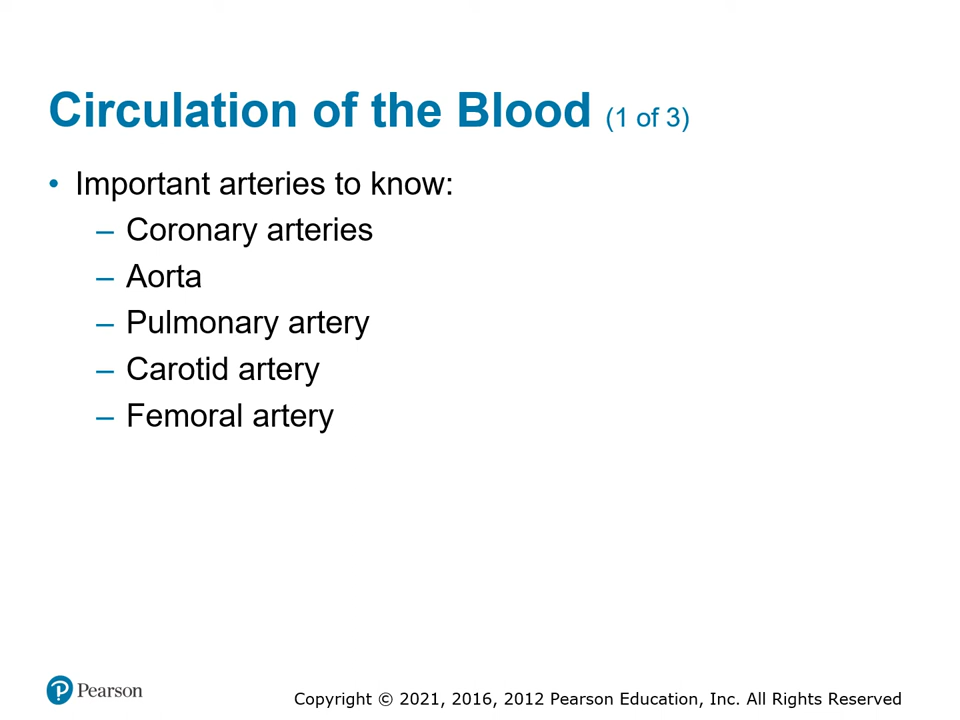 Circulation of the Blood (1 of 3)
• Important arteries to know:
– Coronary arteries
– Aorta
– Pulmonary artery
– Carotid artery
– Femoral artery
Pearson
Copyright © 2021, 2016, 2012 Pearson Education, Inc. All Rights Reserved